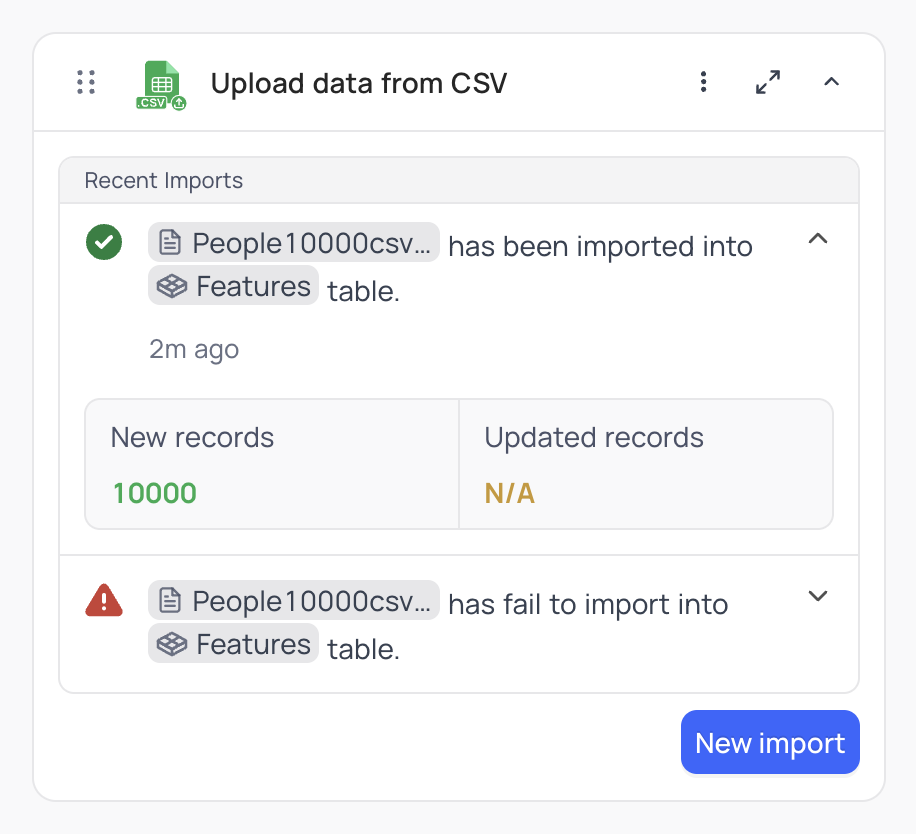 .CSV
Upload data from CSV
Recent Imports
People10000csv... has been imported into
Features table.
2m ago
New records
Updated records
10000
N/A
People10000csv... has fail to import into
Features table.
New import